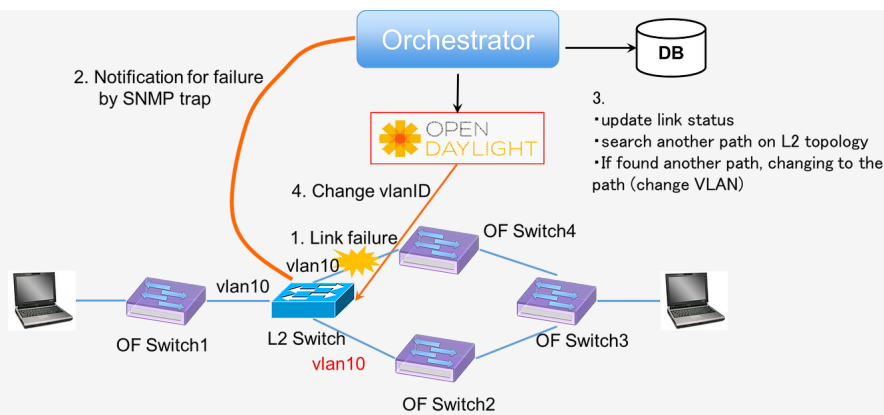 Orchestrator
DB
2. Notification for failure
by SNMP trap
3.
・update link status
・search another path on L2 topology
・If found another path, changing to the
path (change VLAN)
OPEN
DAYLIGHT
4. Change vlanID
1. Link failure
OF Switch4
vlan10
vlan10
OF Switch1
L2 Switch
OF Switch3
vlan10
OF Switch2